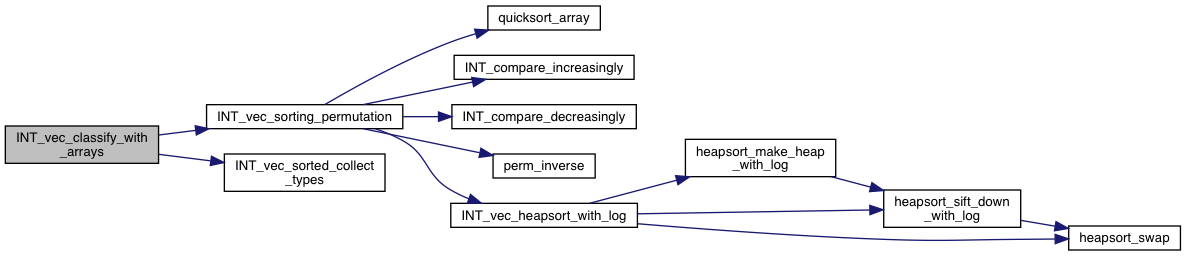 INT_vec_classify_with
_arrays
INT_vec_sorting_permutation
INT_vec_sorted_collect
_types
quicksort_array
INT_compare_increasingly
INT_compare_decreasingly
perm_inverse
INT_vec_heapsort_with_log
heapsort_make_heap
_with_log
heapsort_sift_down
_with_log
heapsort_swap